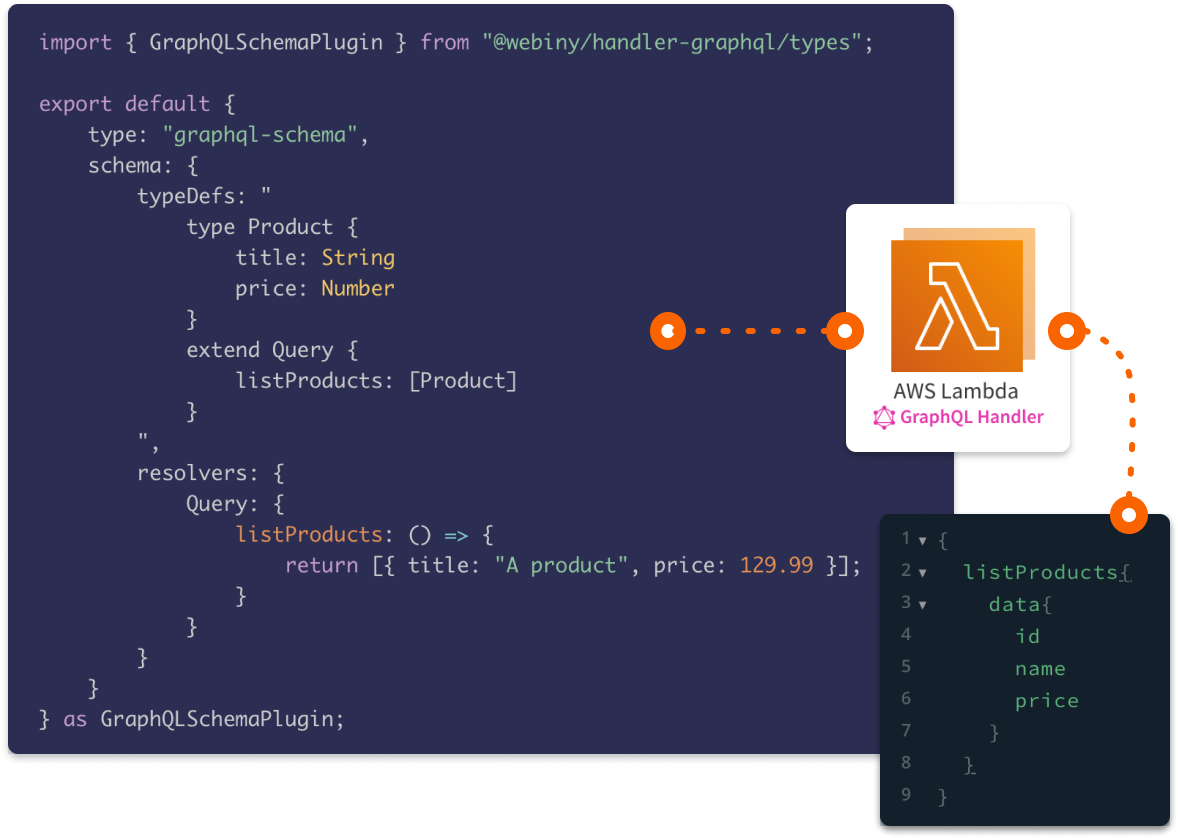 import { GraphQLSchemaPlugin } from "@webiny/handler-graphql/types";

export default {
    type: "graphql-schema",
    schema: {
        typeDefs: "
            type Product {
                title: String
                price: Number
            }
            extend Query {
                listProducts: [Product]
            }
        ",
        resolvers: {
            Query: {
                listProducts: () => {
                    return [{ title: "A product", price: 129.99 }];
                }
            }
        }
    }
} as GraphQLSchemaPlugin;
AWS Lambda
GraphQL Handler
1 ▾ {
2 ▾   listProducts{
3 ▾     data{
4         id
5         name
6         price
7       }
8     }
9   }